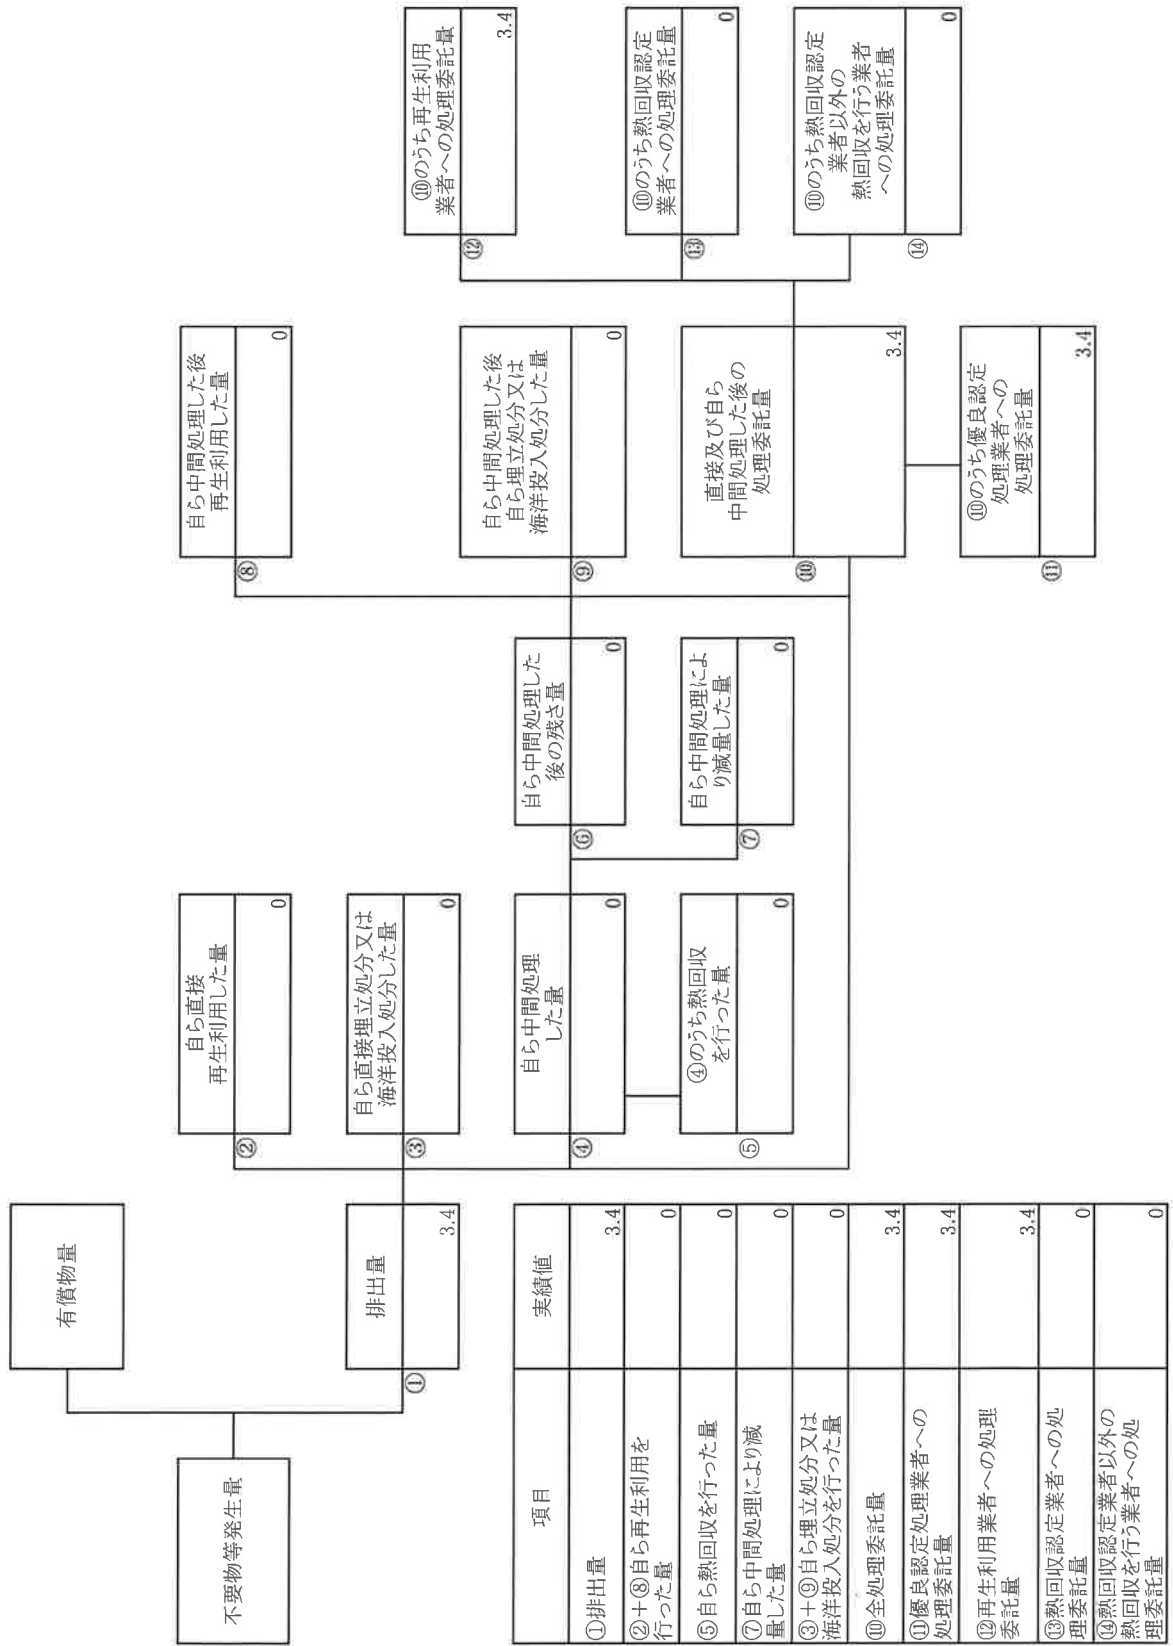 不要物等発生量
有償物量
排出量
①
3.4
自ら直接
再生利用した量
②
0
自ら直接埋立処分又は
海洋投入処分した量
③
0
自ら中間処理
した量
④
0
④のうち熱回収
を行った量
⑤
0
自ら中間処理した
後の残さ量
⑥
0
自ら中間処理によ
り減量した量
⑦
0
自ら中間処理した後
再生利用した量
⑧
0
自ら中間処理した後
自ら埋立処分又は
海洋投入処分した量
⑨
0
直接及び自ら
中間処理した後の
処理委託量
⑩
3.4
⑩のうち優良認定
処理業者への
処理委託量
⑪
3.4
⑩のうち再生利用
業者への処理委託量
⑫
3.4
⑩のうち熱回収認定
業者への処理委託量
⑬
0
⑩のうち熱回収認定
業者以外の
熱回収を行う業者
への処理委託量
⑭
0
項目 実績値
①排出量 3.4
②+⑧自ら再生利用を
行った量 0
⑤自ら熱回収を行った量 0
⑦自ら中間処理により減
量した量 0
③+⑨自ら埋立処分又は
海洋投入処分を行った量 0
⑩全処理委託量 3.4
⑪優良認定処理業者への
処理委託量 3.4
⑫再生利用業者への処理
委託量 3.4
⑬熱回収認定業者への処
理委託量 0
⑭熱回収認定業者以外の
熱回収を行う業者への処
理委託量 0